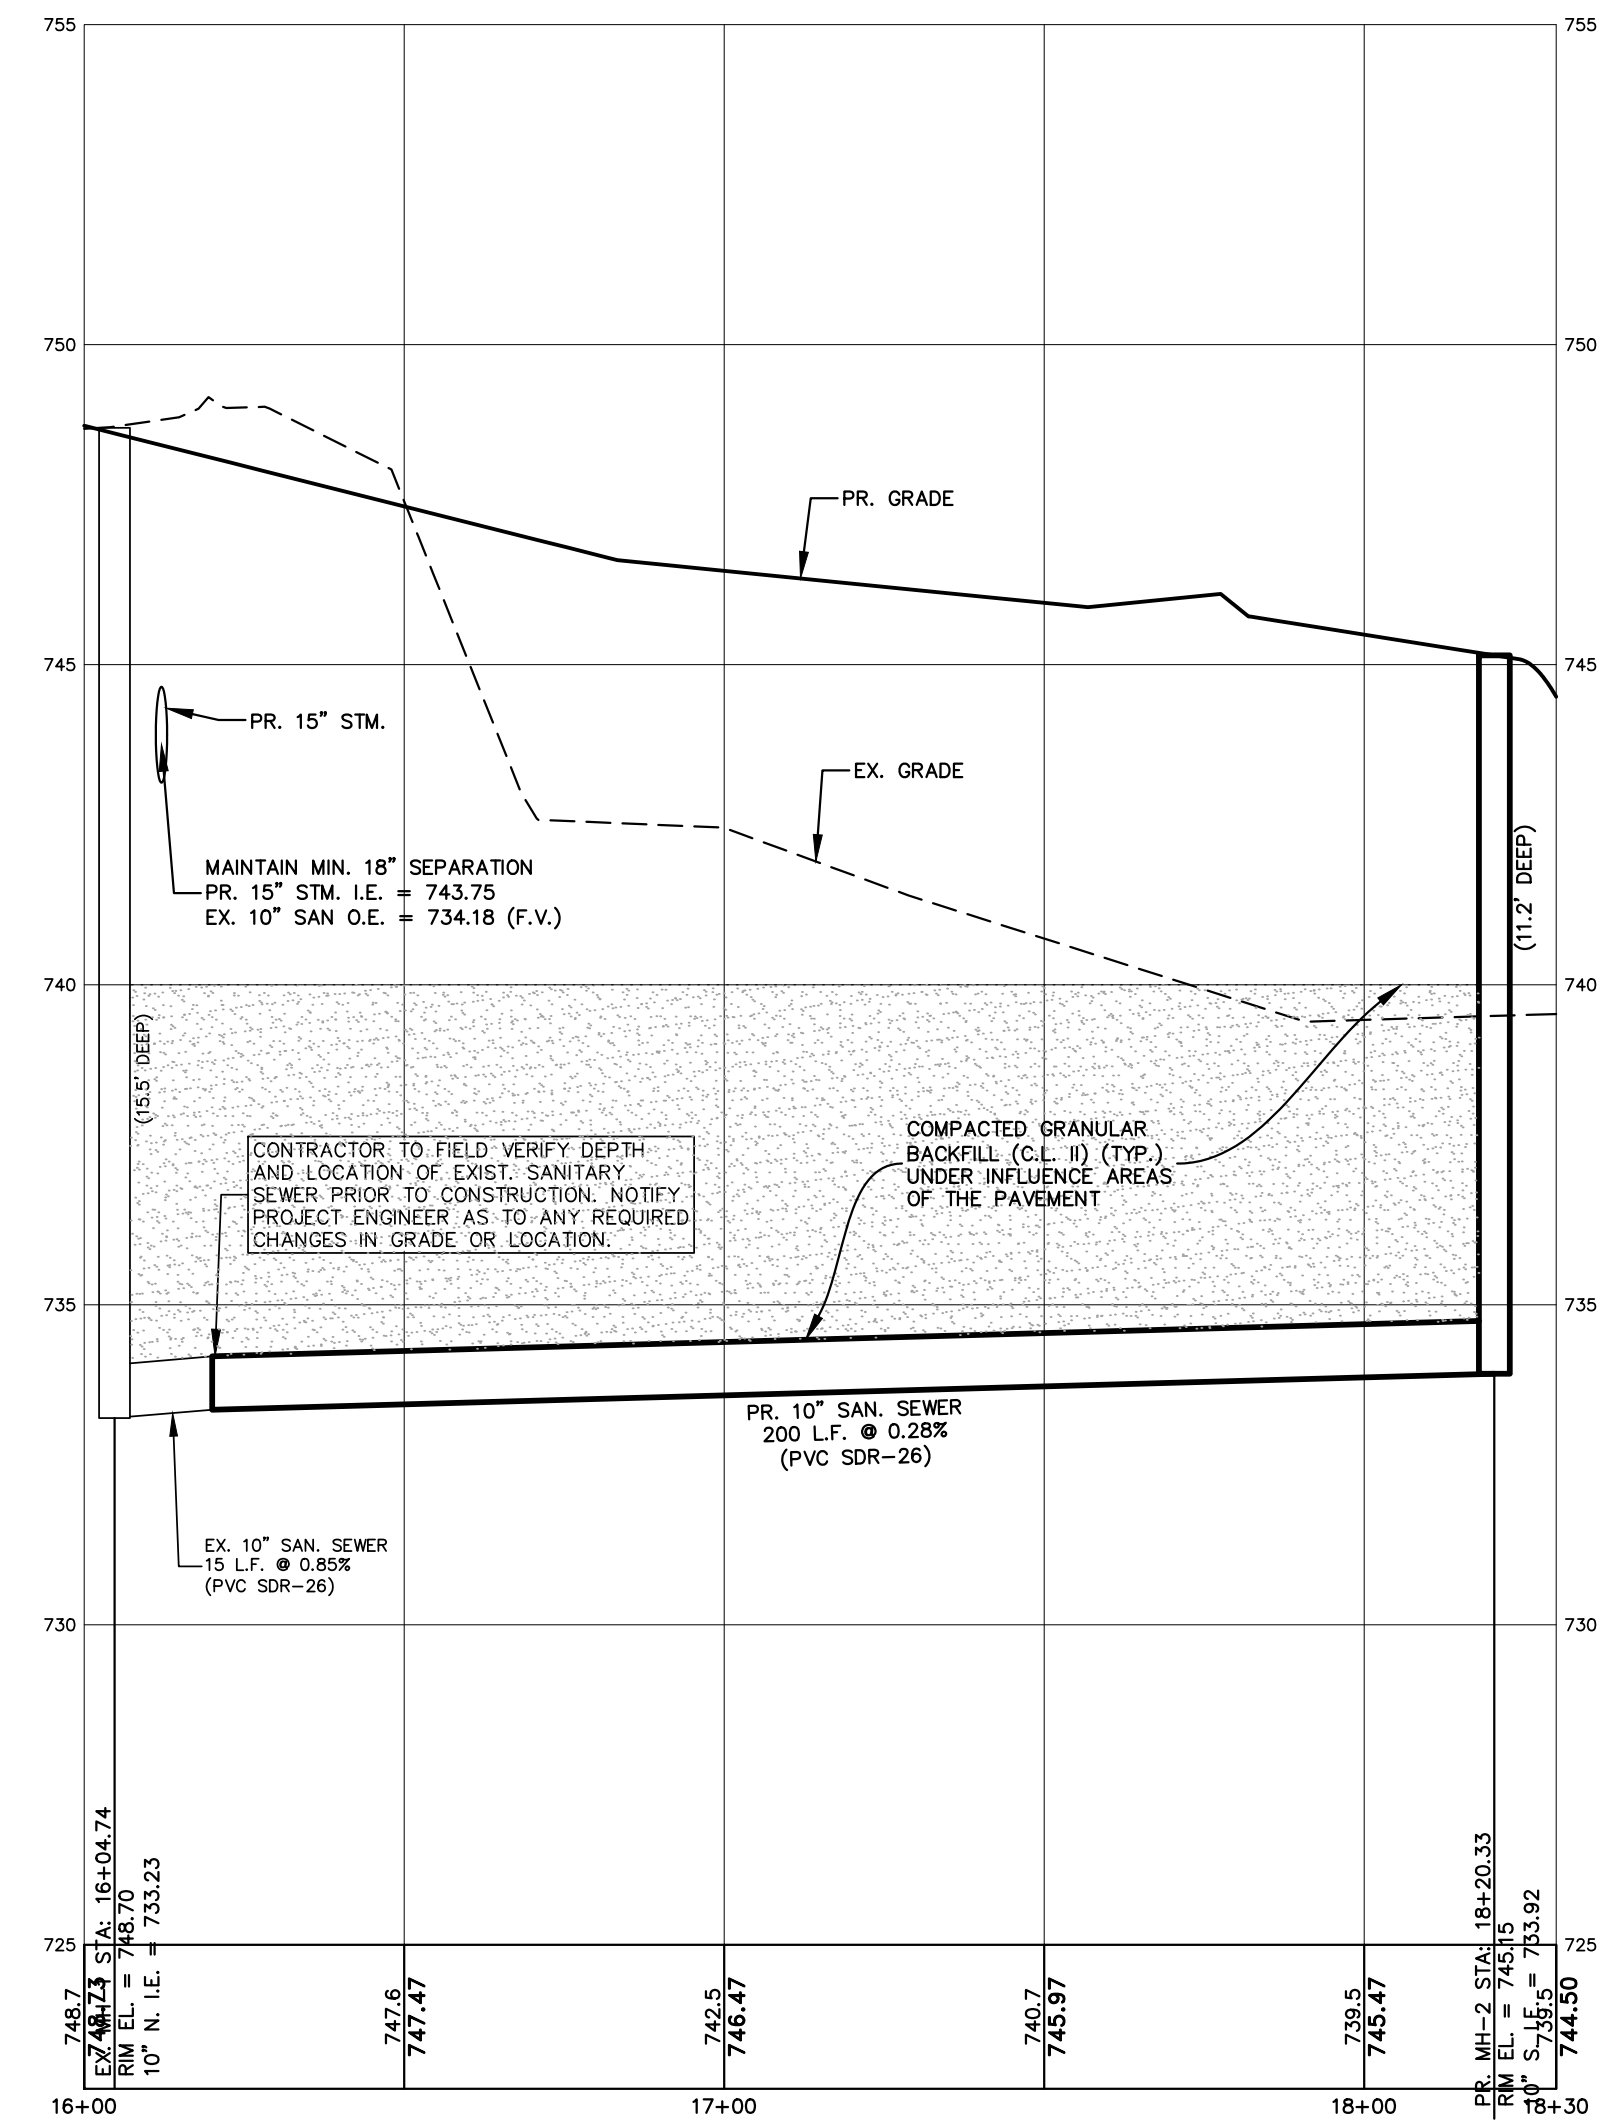 755
755
750
750
PR. GRADE
745
745
PR. 15" STM.
EX. GRADE
MAINTAIN MIN. 18" SEPARATION
PR. 15" STM. I.E. = 743.75
EX. 10" SAN O.E. = 734.18 (F.V.)
(11.2' DEEP)
740
740
(15.5' DEEP)
CONTRACTOR TO FIELD VERIFY DEPTH
AND LOCATION OF EXIST. SANITARY
SEWER PRIOR TO CONSTRUCTION. NOTIFY
PROJECT ENGINEER AS TO ANY REQUIRED
CHANGES IN GRADE OR LOCATION.
COMPACTED GRANULAR
BACKFILL (C.L. II) (TYP.)
UNDER INFLUENCE AREAS
OF THE PAVEMENT
735
735
PR. 10" SAN. SEWER
200 L.F. @ 0.28%
(PVC SDR-26)
EX. 10" SAN. SEWER
15 L.F. @ 0.85%
(PVC SDR-26)
730
730
725
725
748.7
748.73
EX. MH-1 STA: 16+04.74
RIM EL. = 748.70
10" N. I.E. = 733.23
747.6
747.47
742.5
746.47
740.7
745.97
739.5
745.47
PR. MH-2 STA: 18+20.33
RIM EL. = 745.15
10" S. I.E. = 733.92
739.5
744.50
16+00
17+00
18+00
18+30